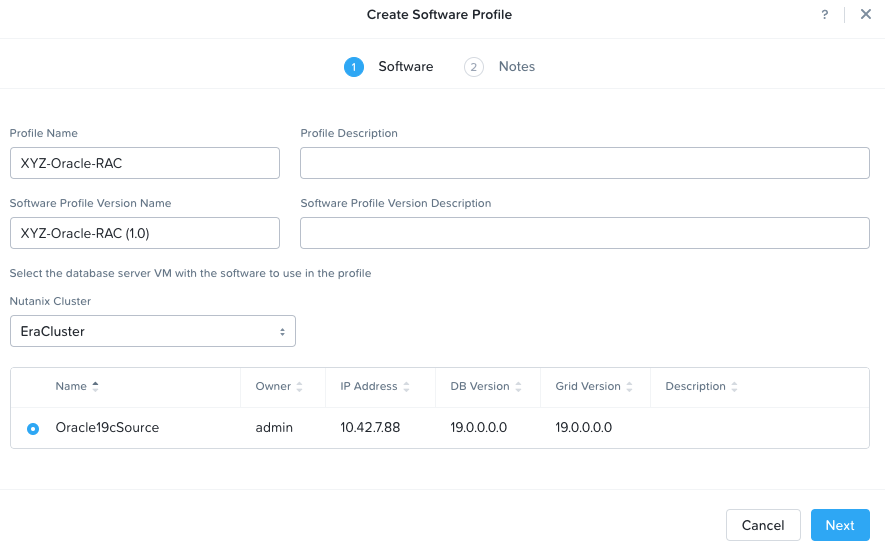 Create Software Profile
?
1 Software 2 Notes
Profile Name Profile Description
XYZ-Oracle-RAC
Software Profile Version Name Software Profile Version Description
XYZ-Oracle-RAC (1.0)
Select the database server VM with the software to use in the profile
Nutanix Cluster
EraCluster
Name Owner IP Address DB Version Grid Version Description
Oracle19cSource admin 10.42.7.88 19.0.0.0.0 19.0.0.0.0
Cancel Next